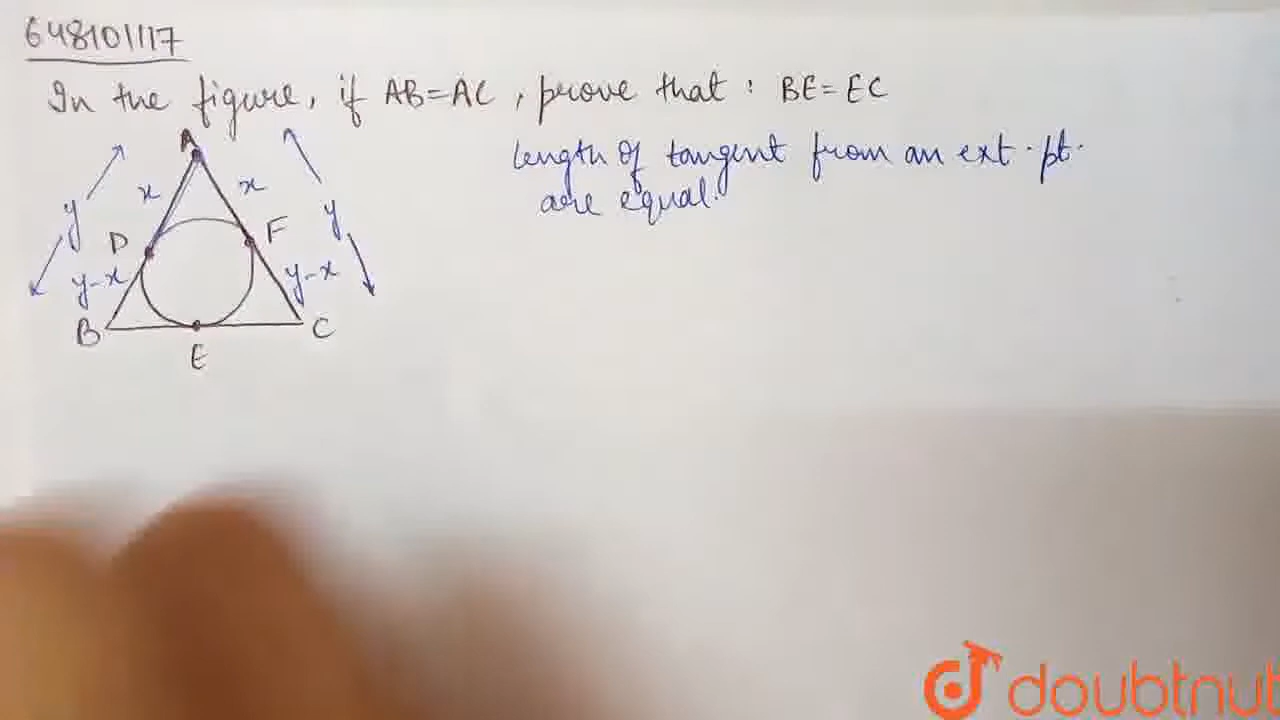 648101117
In the figure, if AB=AC, prove that : BE=EC
length of tangent from an ext. pt.
are equal.
A
x
x
y
y
D
F
y-x
y-x
B
C
E
doubtnut